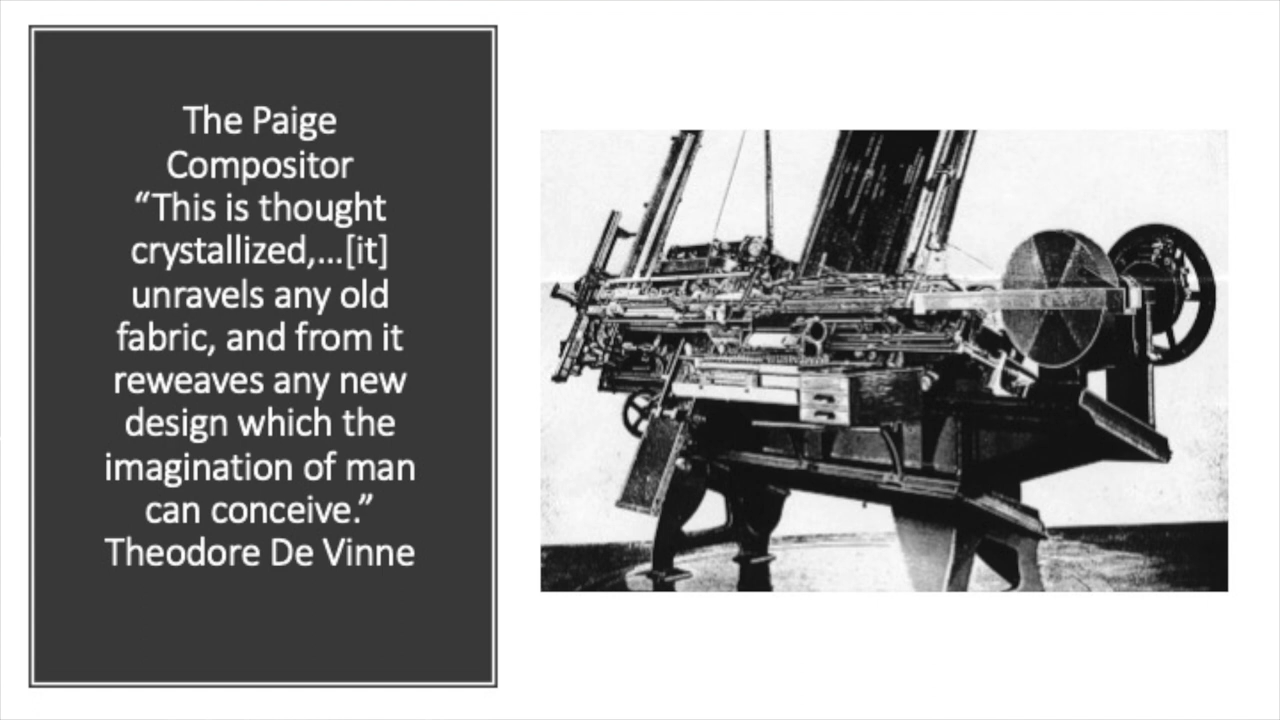 The Paige
Compositor
“This is thought
crystallized,...[it]
unravels any old
fabric, and from it
reweaves any new
design which the
imagination of man
can conceive.”
Theodore De Vinne